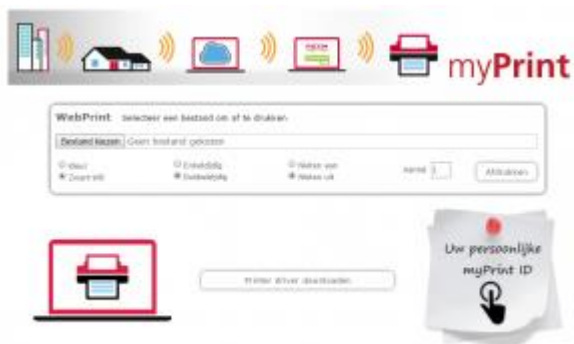 myPrint
WebPrint Selecteer een bestand om af te drukken
Bestand kiezen Geen bestand gekozen
Kleur Enkelzijdig Nieten aan Aantal 1 Afdrukken
Zwart-wit Dubbelzijdig Nieten uit
Uw persoonlijke
myPrint ID
Printer driver downloaden